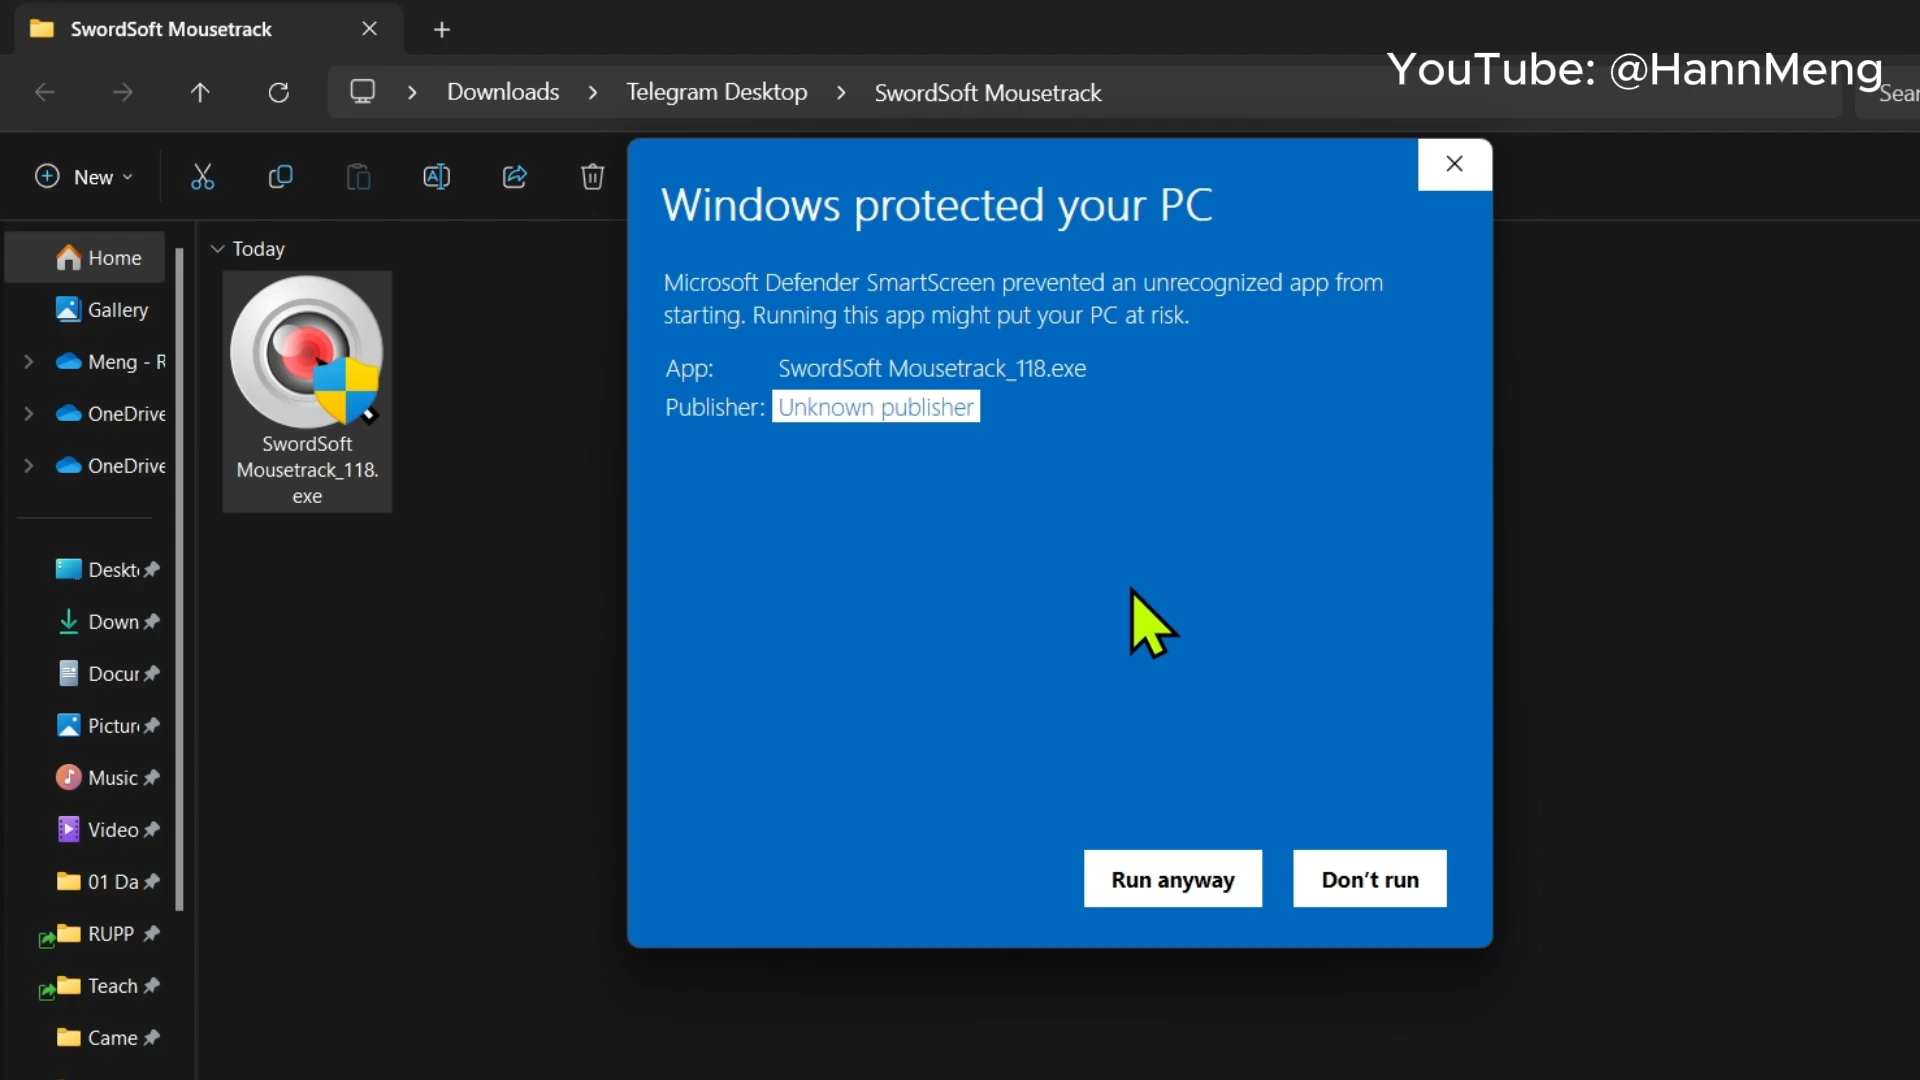 SwordSoft Mousetrack
YouTube: @HannMeng
Downloads
Telegram Desktop
SwordSoft Mousetrack
Sear
New
Home
Gallery
Meng - R
OneDrive
OneDrive
Deskt
Down
Docur
Pictur
Music
Video
01 Da
RUPP
Teach
Came
Today
SwordSoft
Mousetrack_118.
exe
Windows protected your PC
Microsoft Defender SmartScreen prevented an unrecognized app from
starting. Running this app might put your PC at risk.
App: SwordSoft Mousetrack_118.exe
Publisher: Unknown publisher
Run anyway
Don’t run